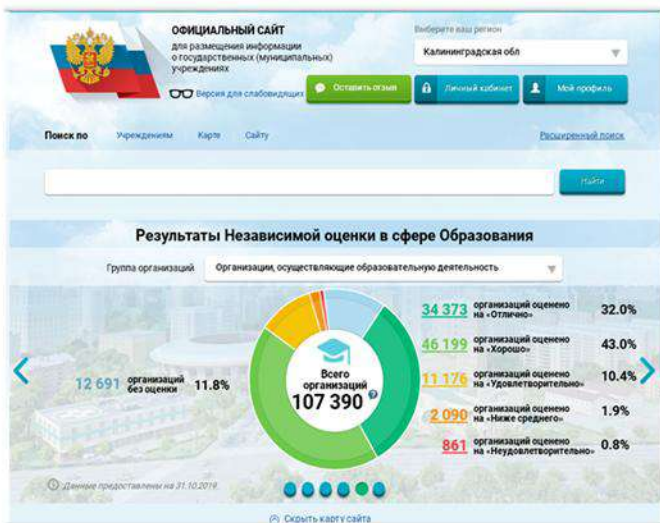 ОФИЦИАЛЬНЫЙ САЙТ
для размещения информации
о государственных (муниципальных)
учреждениях
Версия для слабовидящих
Выберите ваш регион
Калининградская обл
Оставить отзыв
Личный кабинет
Мой профиль
Поиск по Учреждениям Карте Сайту Расширенный поиск
Найти
Результаты Независимой оценки в сфере Образования
Группа организаций Организации, осуществляющие образовательную деятельность
12 691 организаций без оценки 11.8%
Всего
организаций
107 390 ?
34 373 организаций оценено на «Отлично» 32.0%
46 199 организаций оценено на «Хорошо» 43.0%
11 176 организаций оценено на «Удовлетворительно» 10.4%
2 090 организаций оценено на «Ниже среднего» 1.9%
861 организаций оценено на «Неудовлетворительно» 0.8%
Данные предоставлены на 31.10.2019.
Скрыть карту сайта